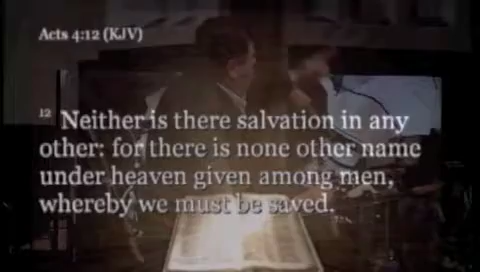 Acts 4:12 (KJV)
12 Neither is there salvation in any
other: for there is none other name
under heaven given among men,
whereby we must be saved.